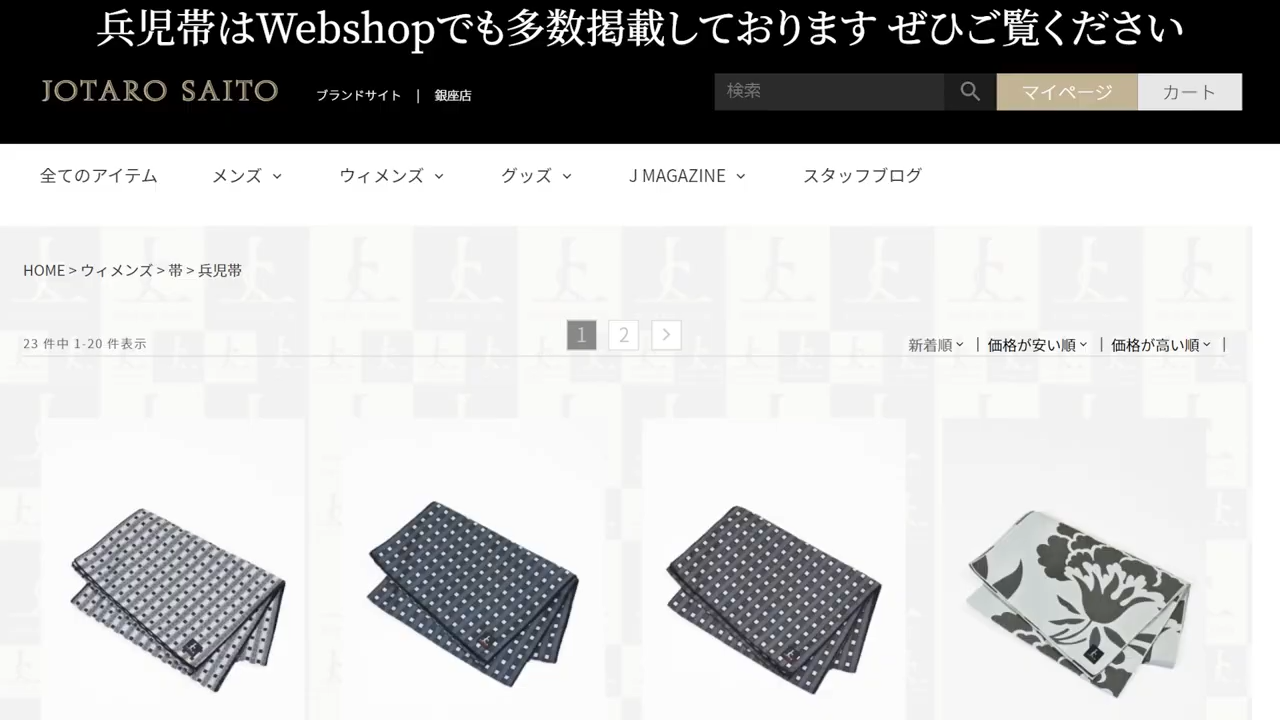 兵児帯はWebshopでも多数掲載しております ぜひご覧ください
JOTARO SAITO ブランドサイト | 銀座店 検索 マイページ カート
全てのアイテム メンズ ウィメンズ グッズ J MAGAZINE スタッフブログ
HOME > ウィメンズ > 帯 > 兵児帯
23 件中 1-20 件表示 1 2 > 新着順 | 価格が安い順 | 価格が高い順 |